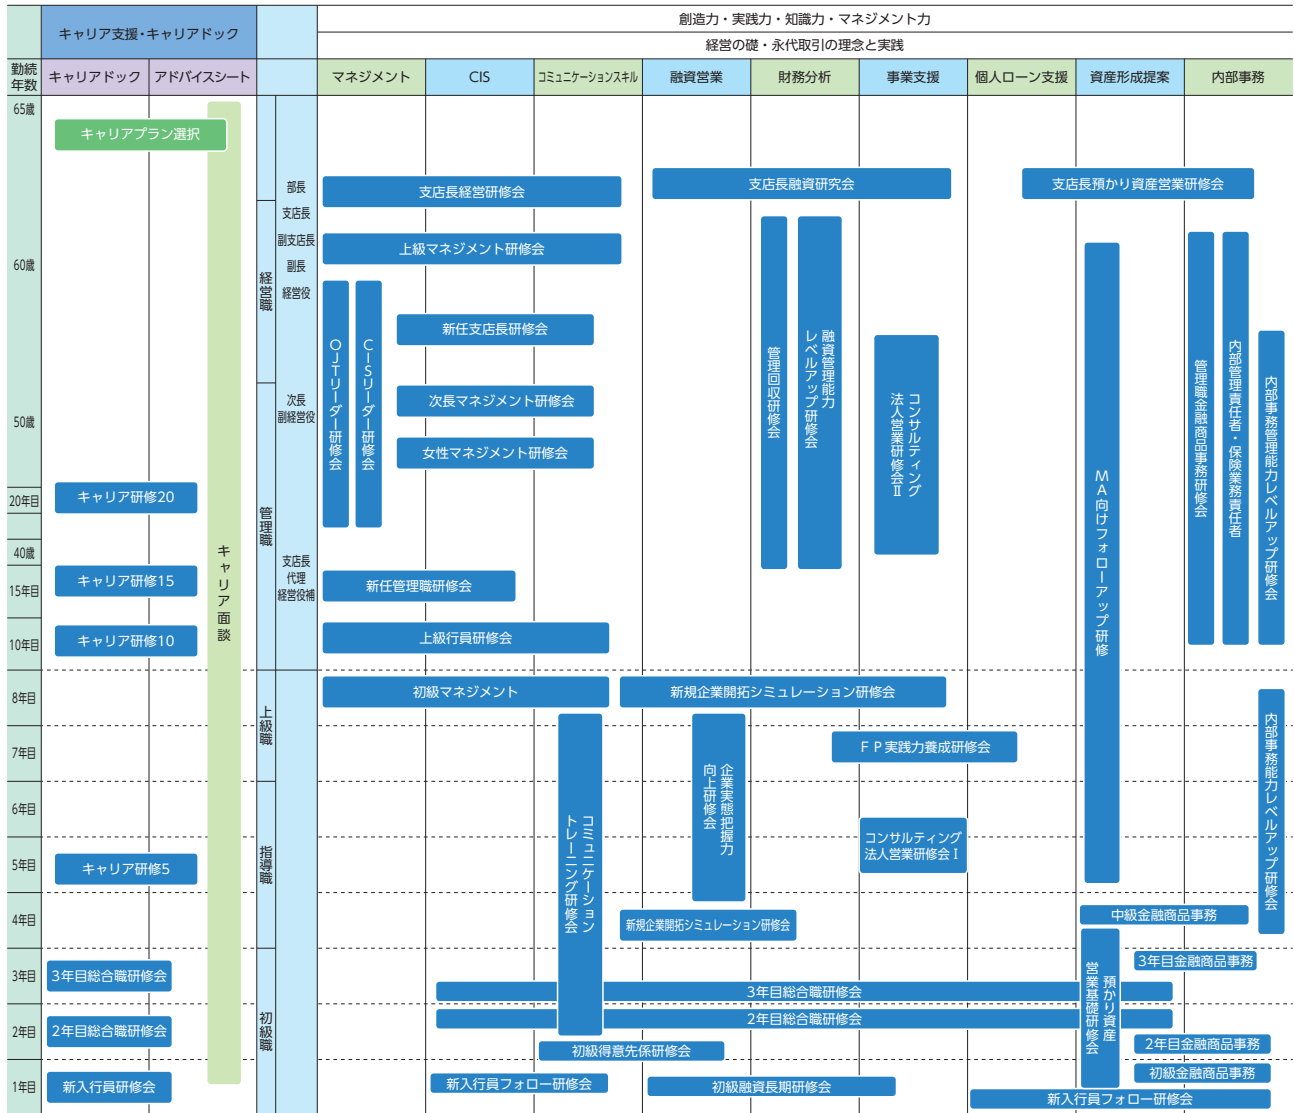 キャリア支援・キャリアドック
創造力・実践力・知識力・マネジメント力
経営の礎・永代取引の理念と実践
勤続
年数
キャリアドック
アドバイスシート
マネジメント
CIS
コミュニケーションスキル
融資営業
財務分析
事業支援
個人ローン支援
資産形成提案
内部事務
65歳
60歳
50歳
20年目
40歳
15年目
10年目
8年目
7年目
6年目
5年目
4年目
3年目
2年目
1年目
キャリアプラン選択
キャリア研修20
キャリア研修15
キャリア研修10
キャリア研修5
3年目総合職研修会
2年目総合職研修会
新入行員研修会
キャリア面談
経営職
管理職
上級職
指導職
初級職
部長
支店長
副支店長
副長
経営役
次長
副経営役
支店長
代理
経営役補
支店長経営研修会
上級マネジメント研修会
OJTリーダー研修会
CISリーダー研修会
新任支店長研修会
次長マネジメント研修会
女性マネジメント研修会
新任管理職研修会
上級行員研修会
初級マネジメント
コミュニケーション
トレーニング研修会
支店長融資研究会
管理回収研修会
融資管理能力
レベルアップ研修会
コンサルティング
法人営業研修会Ⅱ
新規企業開拓シミュレーション研修会
企業実態把握力
向上研修会
FP実践力養成研修会
コンサルティング
法人営業研修会Ⅰ
新規企業開拓シミュレーション研修会
支店長預かり資産営業研修会
MA向けフォローアップ研修
管理職金融商品事務研修会
内部管理責任者・保険業務責任者
内部事務管理能力レベルアップ研修会
内部事務能力レベルアップ研修会
中級金融商品事務
預かり資産
営業基礎研修会
3年目金融商品事務
3年目総合職研修会
2年目総合職研修会
2年目金融商品事務
初級得意先係研修会
初級金融商品事務
新入行員フォロー研修会
初級融資長期研修会
新入行員フォロー研修会